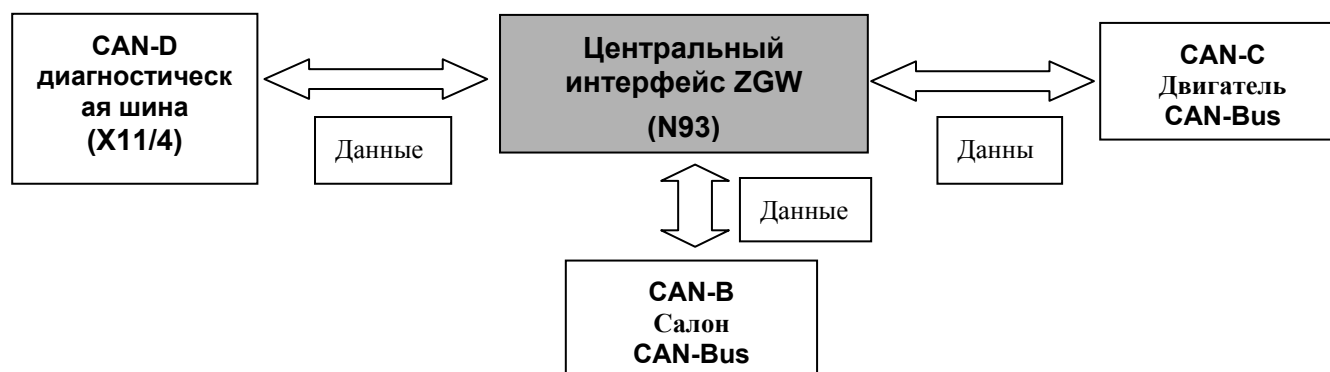 CAN-D
диагностическ
ая шина
(X11/4)
Данные
Центральный
интерфейс ZGW
(N93)
Данны
CAN-C
Двигатель
CAN-Bus
Данные
CAN-B
Салон
CAN-Bus